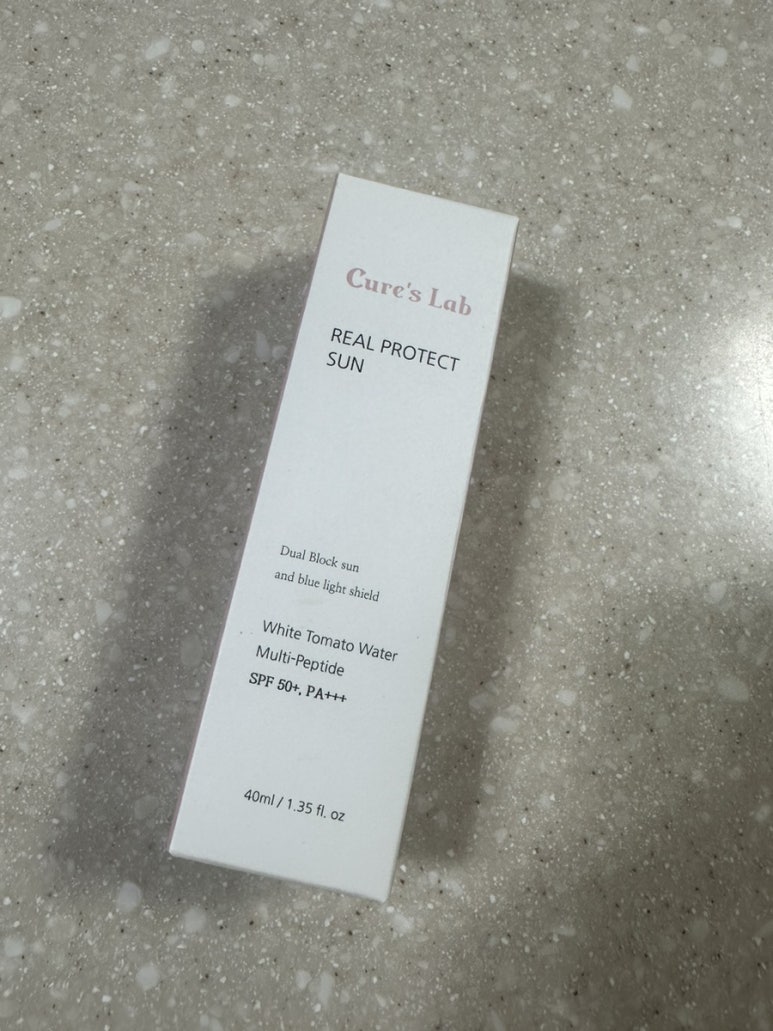 Cure's Lab
REAL PROTECT
SUN
Dual Block sun
and blue light shield
White Tomato Water
Multi-Peptide
SPF 50+, PA+++
40ml / 1.35 fl. oz